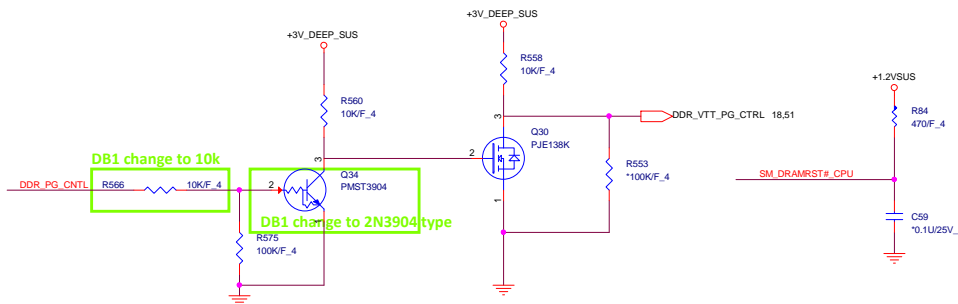 +3V_DEEP_SUS
+3V_DEEP_SUS
R558
10K/F_4
+1.2VSUS
R560
10K/F_4
R84
470/F_4
3
DDR_VTT_PG_CTRL 18,51
Q30
PJE138K
DB1 change to 10k
3
2
R553
*100K/F_4
Q34
PMST3904
DDR_PG_CNTL
R566
10K/F_4
2
SM_DRAMRST#_CPU
1
1
DB1 change to 2N3904 type
C59
*0.1U/25V_
R575
100K/F_4